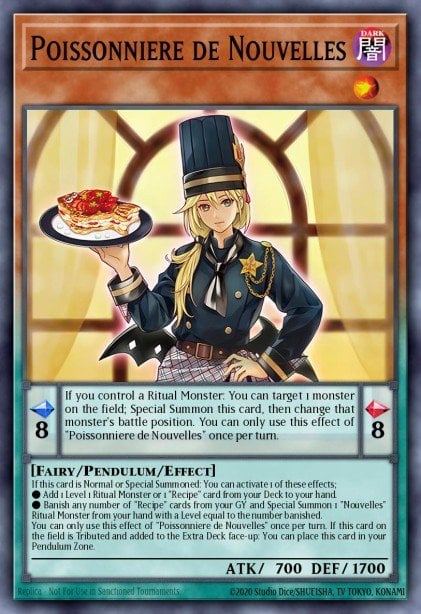 POISSONNIERE DE NOUVELLES
DARK
闇
If you control a Ritual Monster: You can target 1 monster
on the field; Special Summon this card, then change that
monster's battle position. You can only use this effect of
"Poissonniere de Nouvelles" once per turn.
8
8
[FAIRY/PENDULUM/EFFECT]
If this card is Normal or Special Summoned: You can activate 1 of these effects;
● Add 1 Level 1 Ritual Monster or 1 "Recipe" card from your Deck to your hand.
● Banish any number of "Recipe" cards from your GY and Special Summon 1 "Nouvelles"
Ritual Monster from your hand with a Level equal to the number banished.
You can only use this effect of "Poissonniere de Nouvelles" once per turn. If this card on
the field is Tributed and added to the Extra Deck face-up: You can place this card in
your Pendulum Zone.
ATK/ 700 DEF/1700
Replica - Not For Use in Sanctioned Tournaments
©2020 Studio Dice/SHUEISHA, TV TOKYO, KONAMI